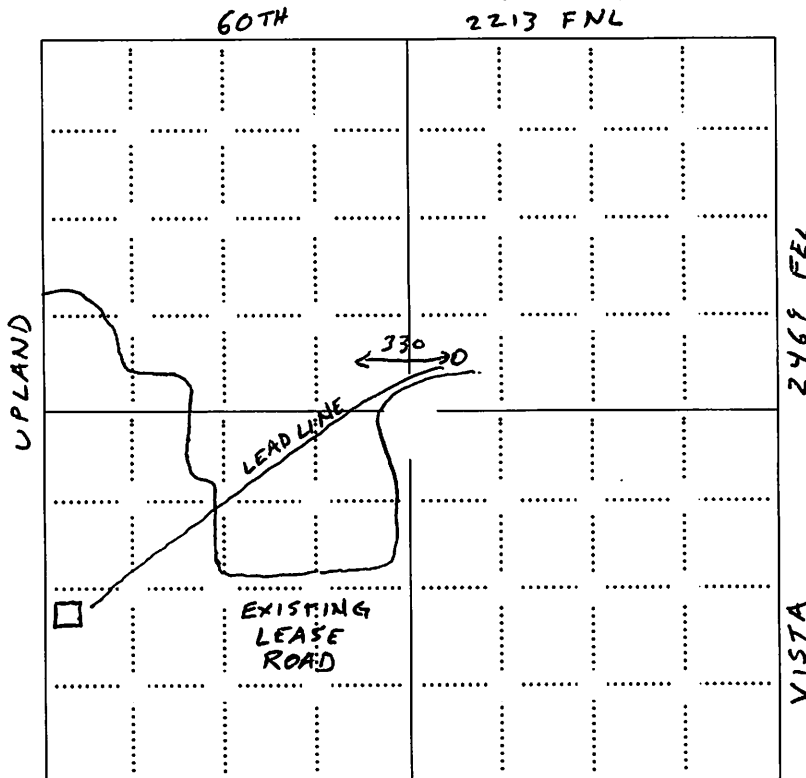 60TH 2213 FNL
UPLAND
2469 FEL
330
LEAD LINE
EXISTING
LEASE
ROAD
VISTA